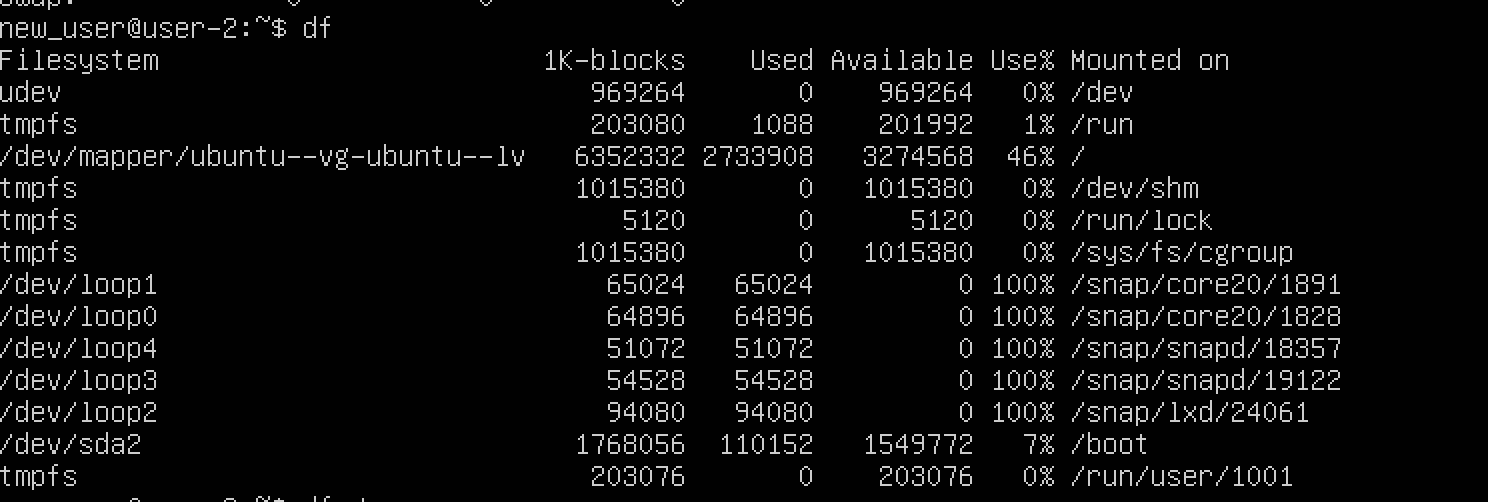 new_user@user-2:~$ df
Filesystem 1K-blocks Used Available Use% Mounted on
udev 969264 0 969264 0% /dev
tmpfs 203080 1088 201992 1% /run
/dev/mapper/ubuntu--vg-ubuntu--lv 6352332 2733908 3274568 46% /
tmpfs 1015380 0 1015380 0% /dev/shm
tmpfs 5120 0 5120 0% /run/lock
tmpfs 1015380 0 1015380 0% /sys/fs/cgroup
/dev/loop1 65024 65024 0 100% /snap/core20/1891
/dev/loop0 64896 64896 0 100% /snap/core20/1828
/dev/loop4 51072 51072 0 100% /snap/snapd/18357
/dev/loop3 54528 54528 0 100% /snap/snapd/19122
/dev/loop2 94080 94080 0 100% /snap/lxd/24061
/dev/sda2 1768056 110152 1549772 7% /boot
tmpfs 203076 0 203076 0% /run/user/1001